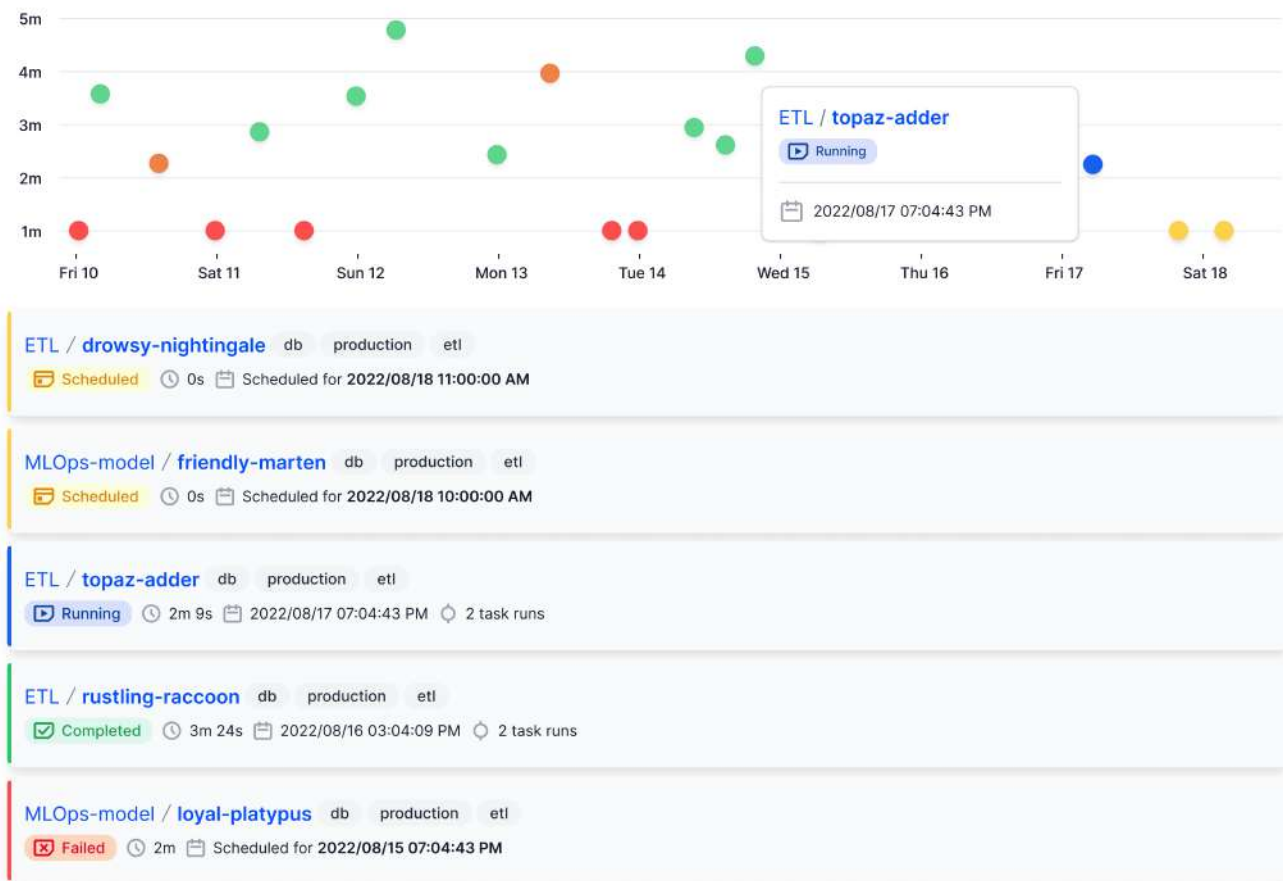 5m
4m
3m
2m
1m
ETL / topaz-adder
Running
2022/08/17 07:04:43 PM
Fri 10 Sat 11 Sun 12 Mon 13 Tue 14 Wed 15 Thu 16 Fri 17 Sat 18
ETL / drowsy-nightingale db production etl
Scheduled 0s Scheduled for 2022/08/18 11:00:00 AM
MLOps-model / friendly-marten db production etl
Scheduled 0s Scheduled for 2022/08/18 10:00:00 AM
ETL / topaz-adder db production etl
Running 2m 9s 2022/08/17 07:04:43 PM 2 task runs
ETL / rustling-raccoon db production etl
Completed 3m 24s 2022/08/16 03:04:09 PM 2 task runs
MLOps-model / loyal-platypus db production etl
Failed 2m Scheduled for 2022/08/15 07:04:43 PM